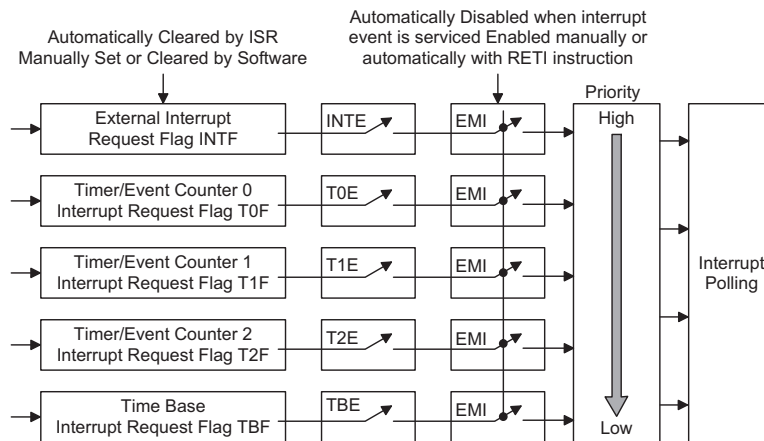 Automatically Cleared by ISR
Manually Set or Cleared by Software
Automatically Disabled when interrupt
event is serviced Enabled manually or
automatically with RETI instruction
Priority
External Interrupt
Request Flag INTF
INTE
EMI
High
Timer/Event Counter 0
Interrupt Request Flag T0F
T0E
EMI
Timer/Event Counter 1
Interrupt Request Flag T1F
T1E
EMI
Interrupt
Polling
Timer/Event Counter 2
Interrupt Request Flag T2F
T2E
EMI
Time Base
Interrupt Request Flag TBF
TBE
EMI
Low